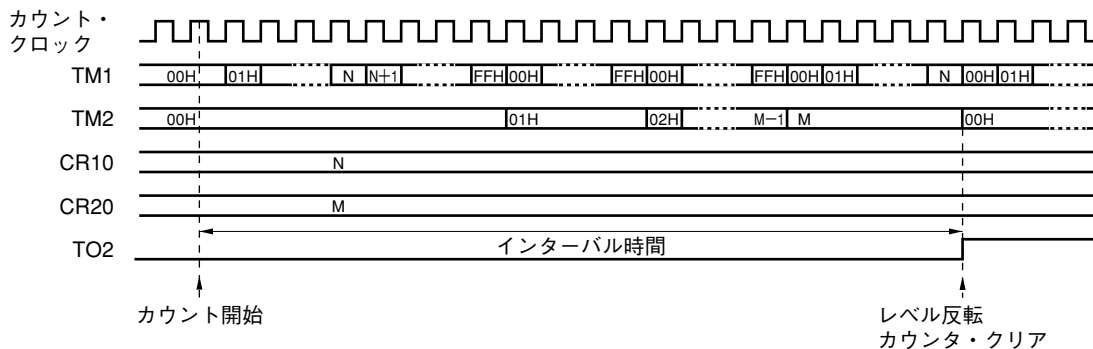 カウント・
クロック
TM1 00H 01H N N+1 FFH 00H FFH 00H FFH 00H 01H N 00H 01H
TM2 00H 01H 02H M−1 M 00H
CR10 N
CR20 M
インターバル時間
TO2
カウント開始
レベル反転
カウンタ・クリア